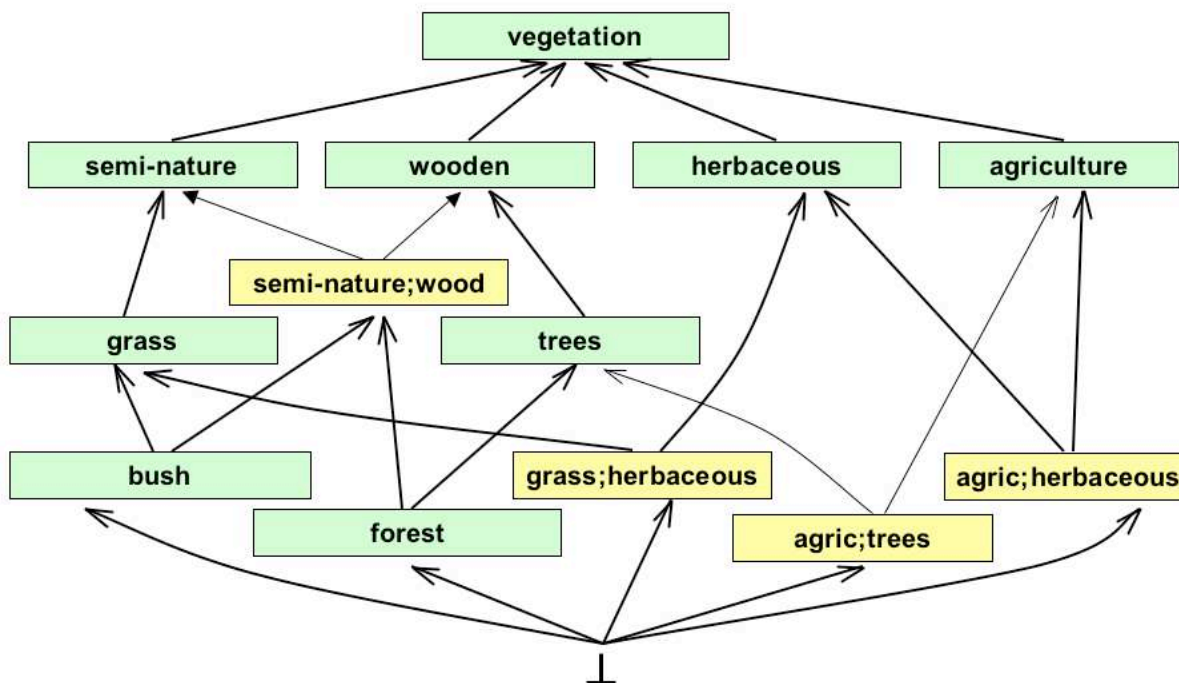 vegetation
semi-nature
wooden
herbaceous
agriculture
semi-nature;wood
grass
trees
bush
grass;herbaceous
agric;herbaceous
forest
agric;trees
⊥